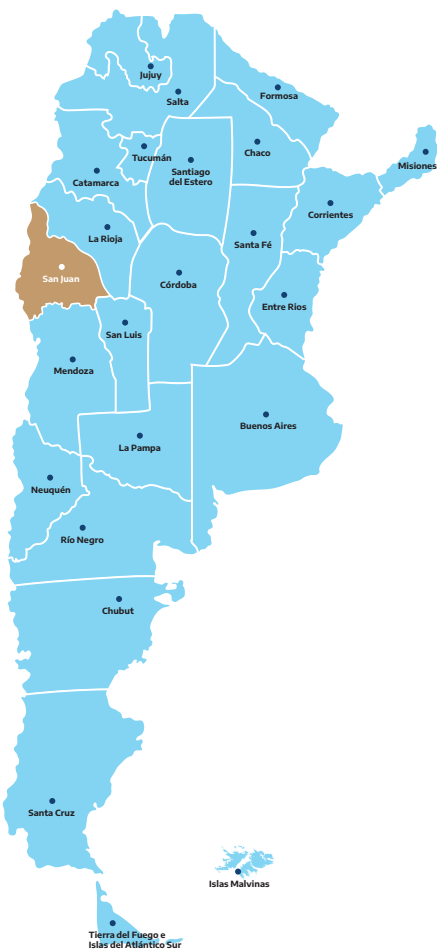 Jujuy
Salta
Formosa
Tucumán
Santiago
del Estero
Chaco
Misiones
Catamarca
Corrientes
La Rioja
Santa Fé
San Juan
Córdoba
Entre Rios
San Luis
Mendoza
Buenos Aires
La Pampa
Neuquén
Río Negro
Chubut
Santa Cruz
Islas Malvinas
Tierra del Fuego e
Islas del Atlántico Sur